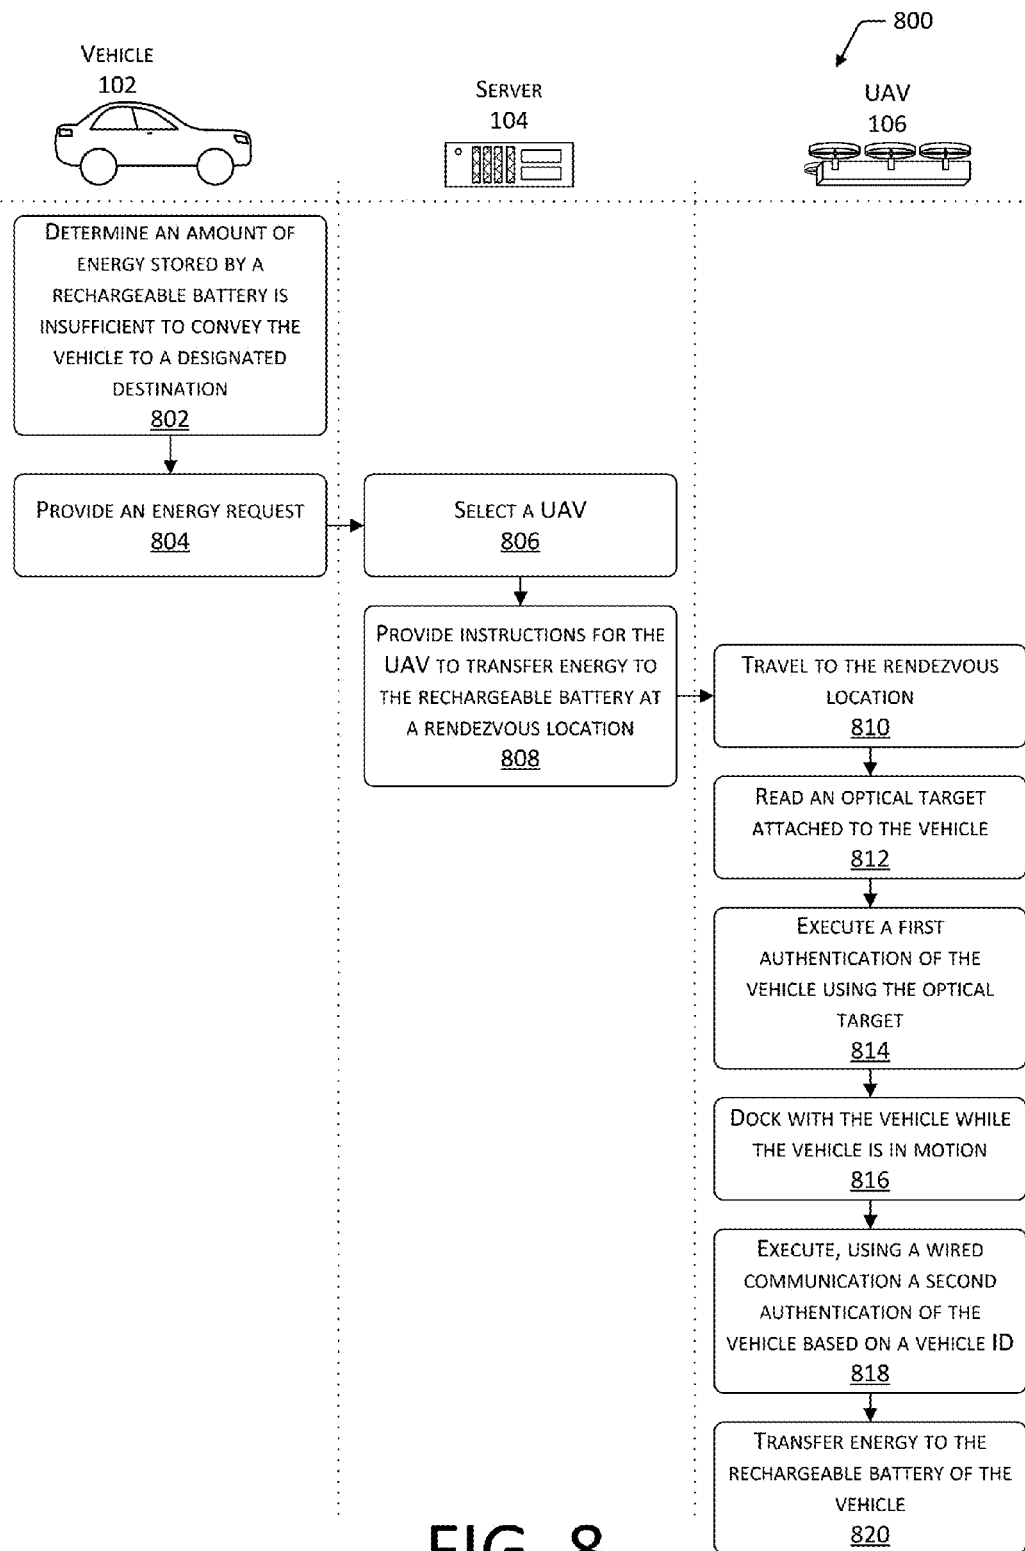 800
VEHICLE
102
SERVER
104
UAV
106
DETERMINE AN AMOUNT OF
ENERGY STORED BY A
RECHARGEABLE BATTERY IS
INSUFFICIENT TO CONVEY THE
VEHICLE TO A DESIGNATED
DESTINATION
802
PROVIDE AN ENERGY REQUEST
804
SELECT A UAV
806
PROVIDE INSTRUCTIONS FOR THE
UAV TO TRANSFER ENERGY TO
THE RECHARGEABLE BATTERY AT
A RENDEZVOUS LOCATION
808
TRAVEL TO THE RENDEZVOUS
LOCATION
810
READ AN OPTICAL TARGET
ATTACHED TO THE VEHICLE
812
EXECUTE A FIRST
AUTHENTICATION OF THE
VEHICLE USING THE OPTICAL
TARGET
814
DOCK WITH THE VEHICLE WHILE
THE VEHICLE IS IN MOTION
816
EXECUTE, USING A WIRED
COMMUNICATION A SECOND
AUTHENTICATION OF THE
VEHICLE BASED ON A VEHICLE ID
818
TRANSFER ENERGY TO THE
RECHARGEABLE BATTERY OF THE
VEHICLE
820
FIG. 8